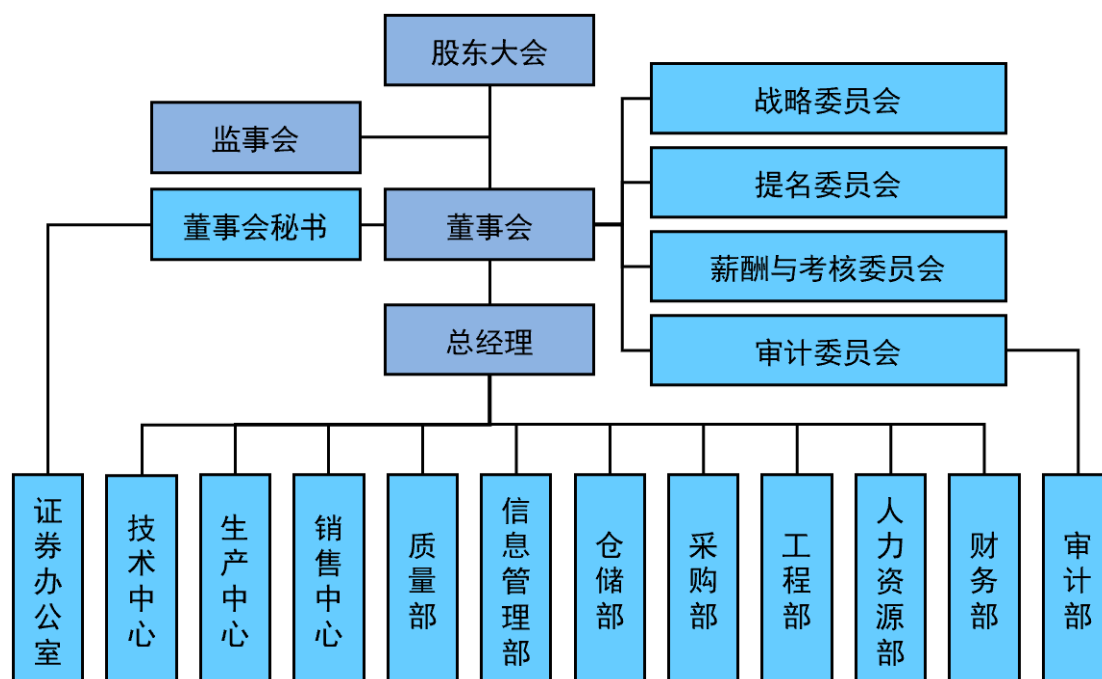 股东大会
战略委员会
监事会
提名委员会
董事会秘书
董事会
薪酬与考核委员会
总经理
审计委员会
证券办公室
技术中心
生产中心
销售中心
质量部
信息管理部
仓储部
采购部
工程部
人力资源部
财务部
审计部